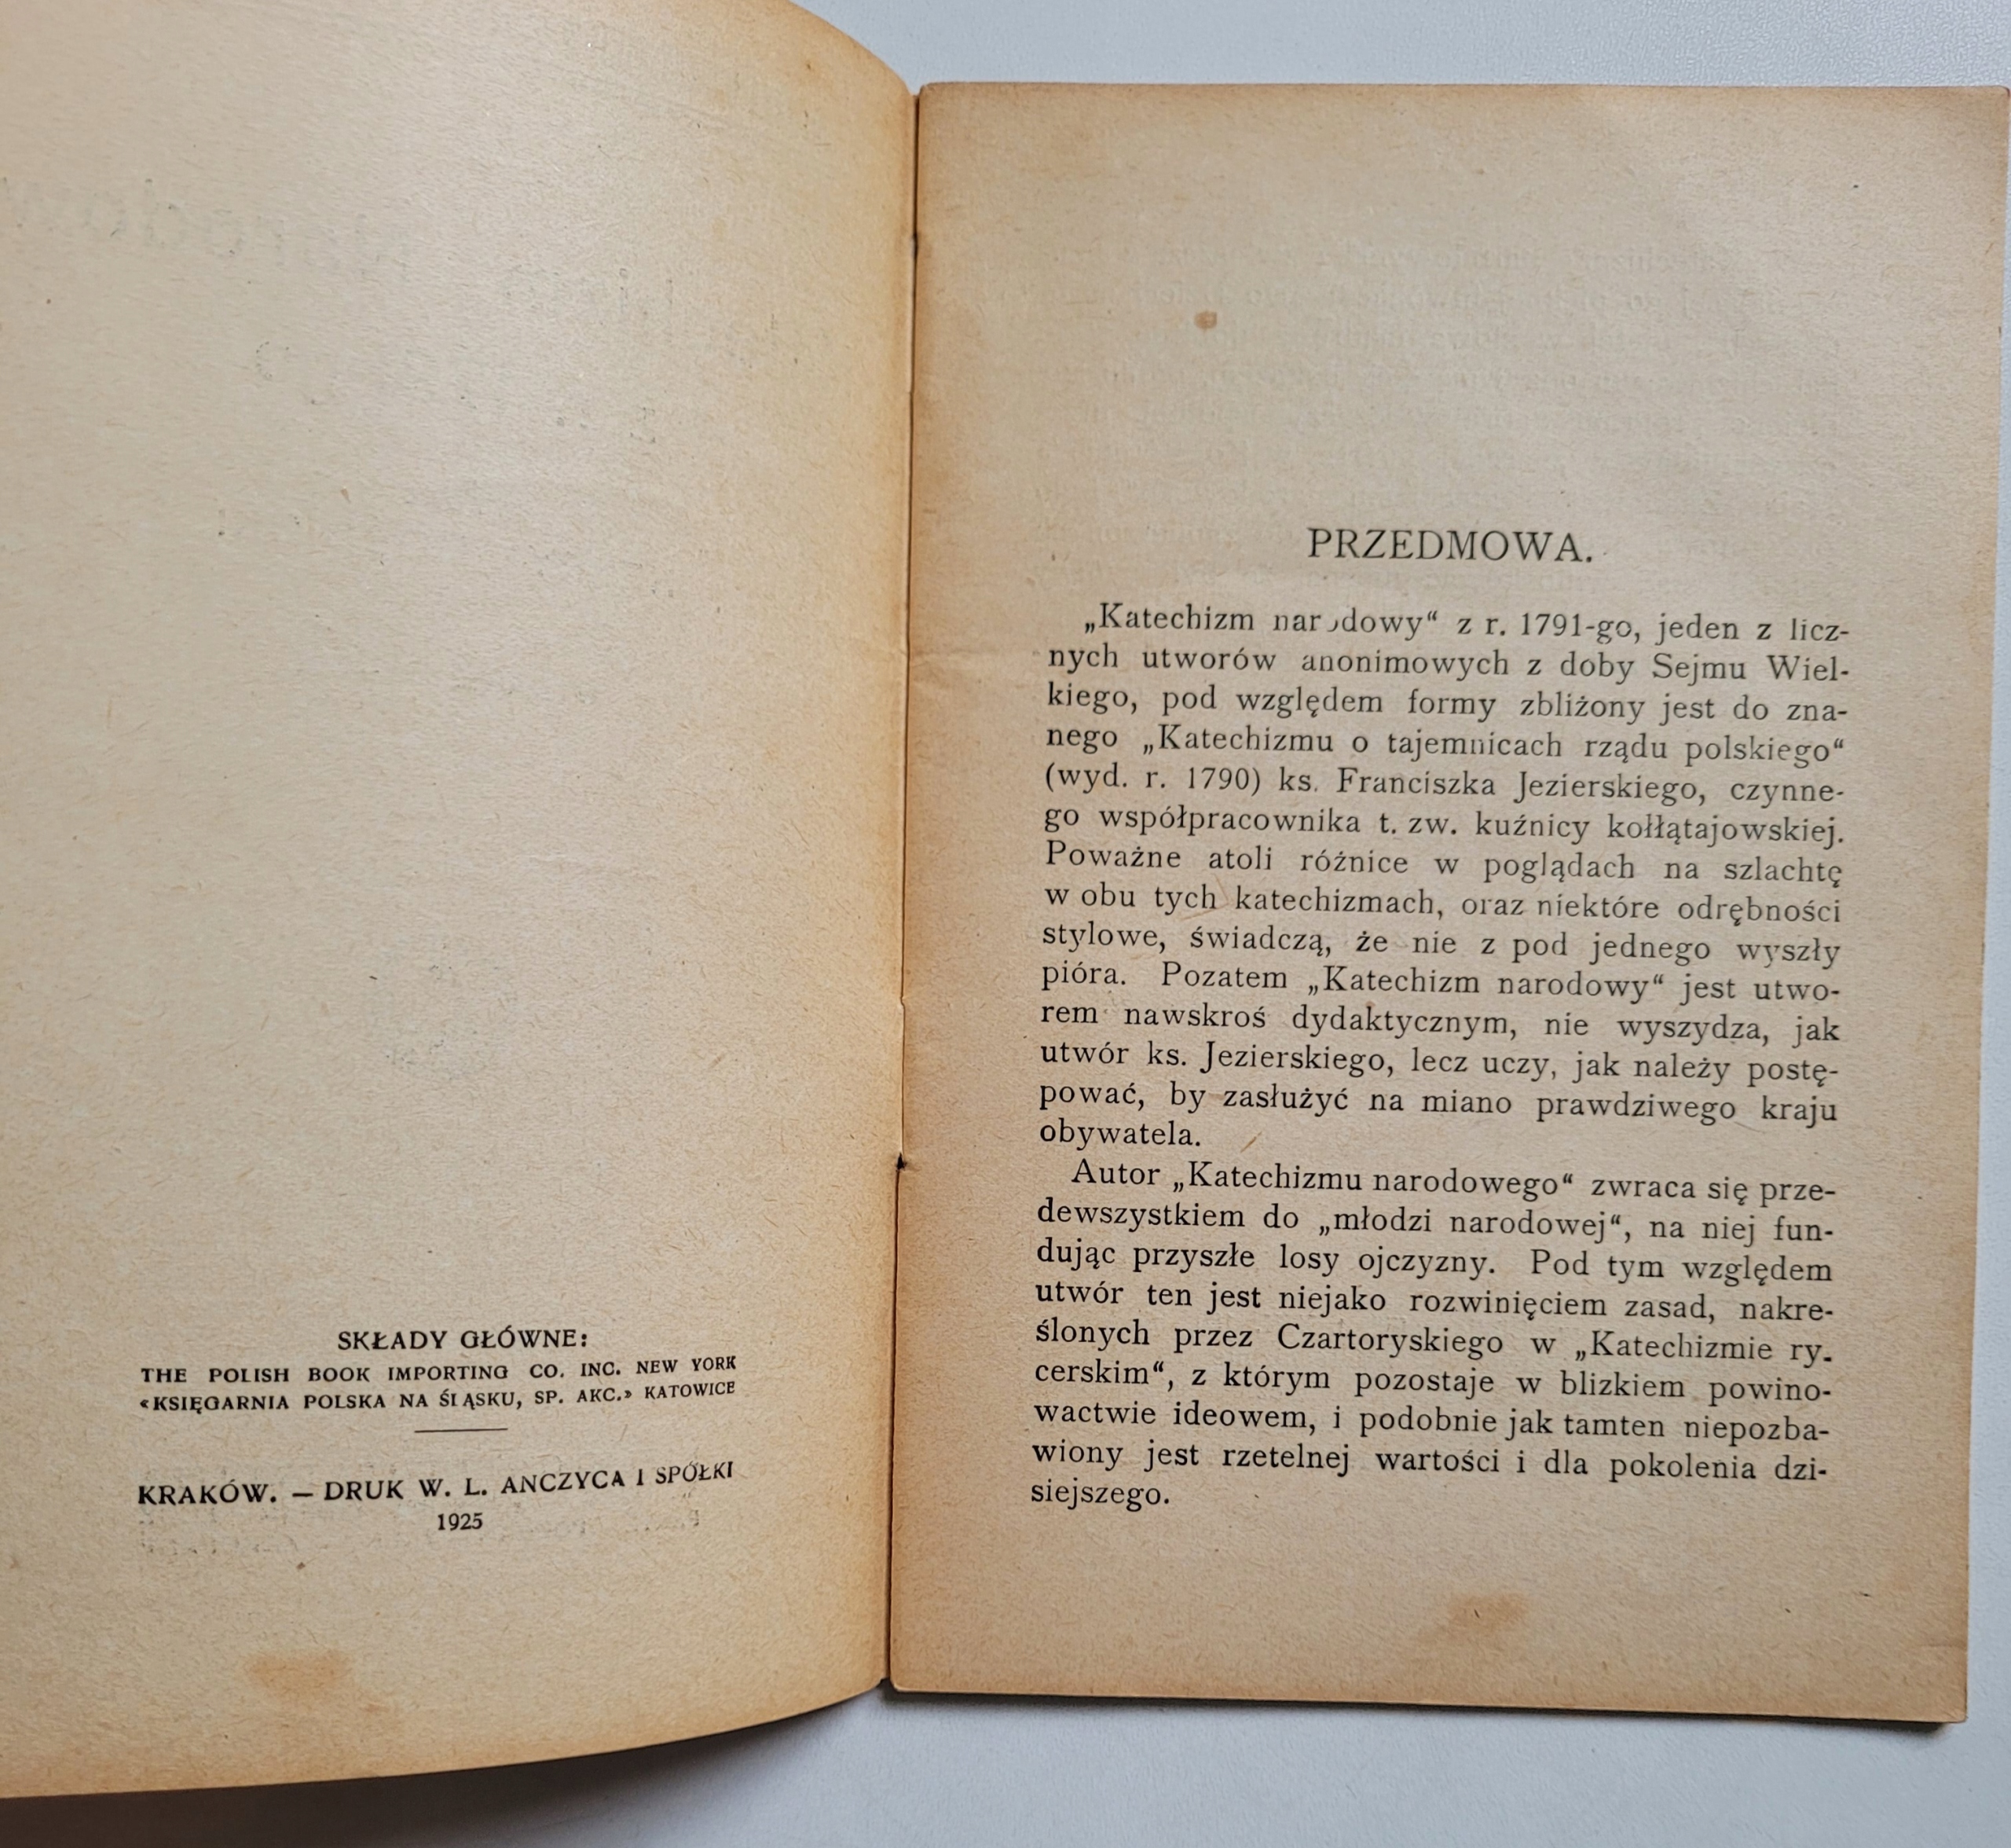 SKŁADY GŁÓWNE:
THE POLISH BOOK IMPORTING CO. INC. NEW YORK
«KSIĘGARNIA POLSKA NA ŚLĄSKU, SP. AKC.» KATOWICE
KRAKÓW. — DRUK W. L. ANCZYCA I SPÓŁKI
1925
PRZEDMOWA.
„Katechizm narodowy“ z r. 1791-go, jeden z licz-
nych utworów anonimowych z doby Sejmu Wiel-
kiego, pod względem formy zbliżony jest do zna-
nego „Katechizmu o tajemnicach rządu polskiego“
(wyd. r. 1790) ks. Franciszka Jezierskiego, czynne-
go współpracownika t. zw. kuźnicy kołłątajowskiej.
Poważne atoli różnice w poglądach na szlachtę
w obu tych katechizmach, oraz niektóre odrębności
stylowe, świadczą, że nie z pod jednego wyszły
pióra. Pozatem „Katechizm narodowy“ jest utwo-
rem nawskroś dydaktycznym, nie wyszydza, jak
utwór ks. Jezierskiego, lecz uczy, jak należy postę-
pować, by zasłużyć na miano prawdziwego kraju
obywatela.
Autor „Katechizmu narodowego“ zwraca się prze-
dewszystkiem do „młodzi narodowej“, na niej fun-
dując przyszłe losy ojczyzny. Pod tym względem
utwór ten jest niejako rozwinięciem zasad, nakre-
ślonych przez Czartoryskiego w „Katechizmie ry-
cerskim“, z którym pozostaje w blizkiem powino-
wactwie ideowem, i podobnie jak tamten niepozba-
wiony jest rzetelnej wartości i dla pokolenia dzi-
siejszego.